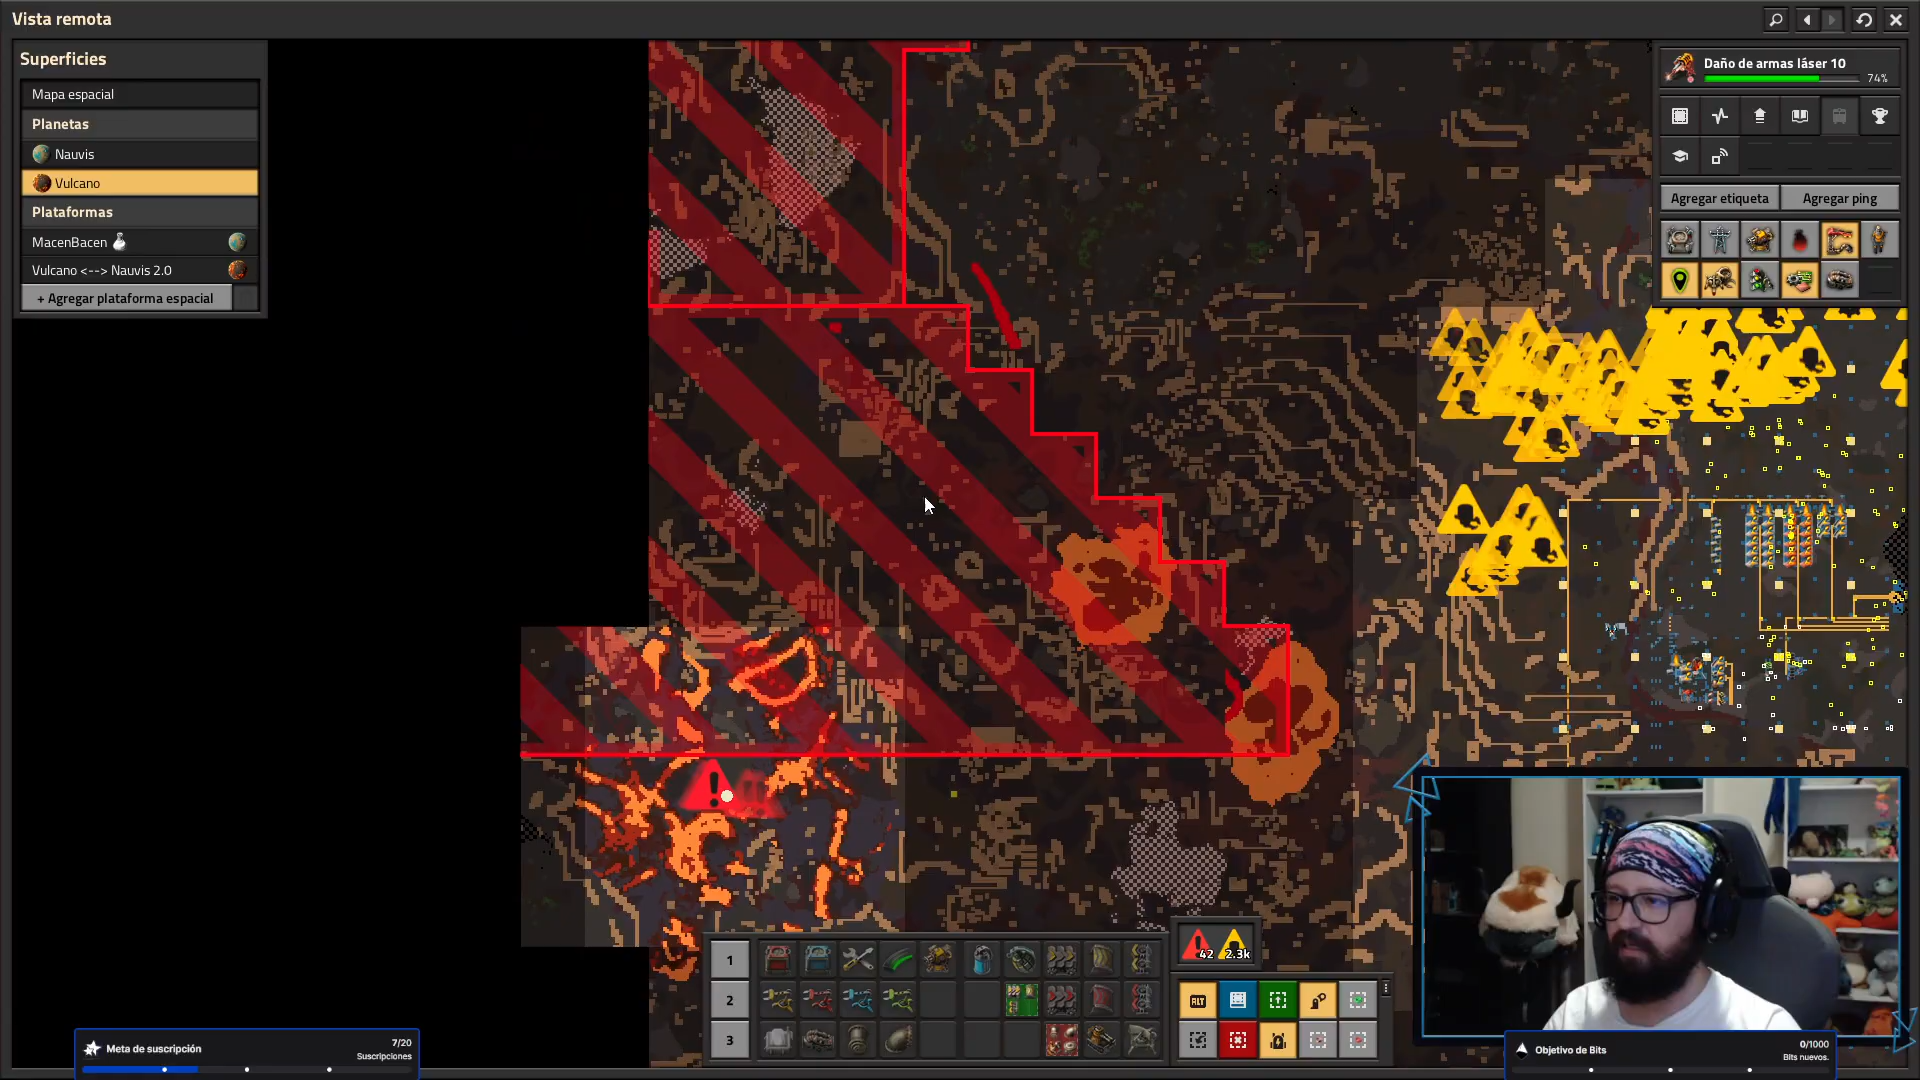 Vista remota
Superficies
Mapa espacial
Planetas
Nauvis
Vulcano
Plataformas
MacenBacen
Vulcano <--> Nauvis 2.0
+ Agregar plataforma espacial
Daño de armas láser 10
74%
Agregar etiqueta
Agregar ping
42
2.3k
1
2
3
ALT
Meta de suscripción
7/20
Suscripciones
Objetivo de Bits
0/1000
Bits nuevos.